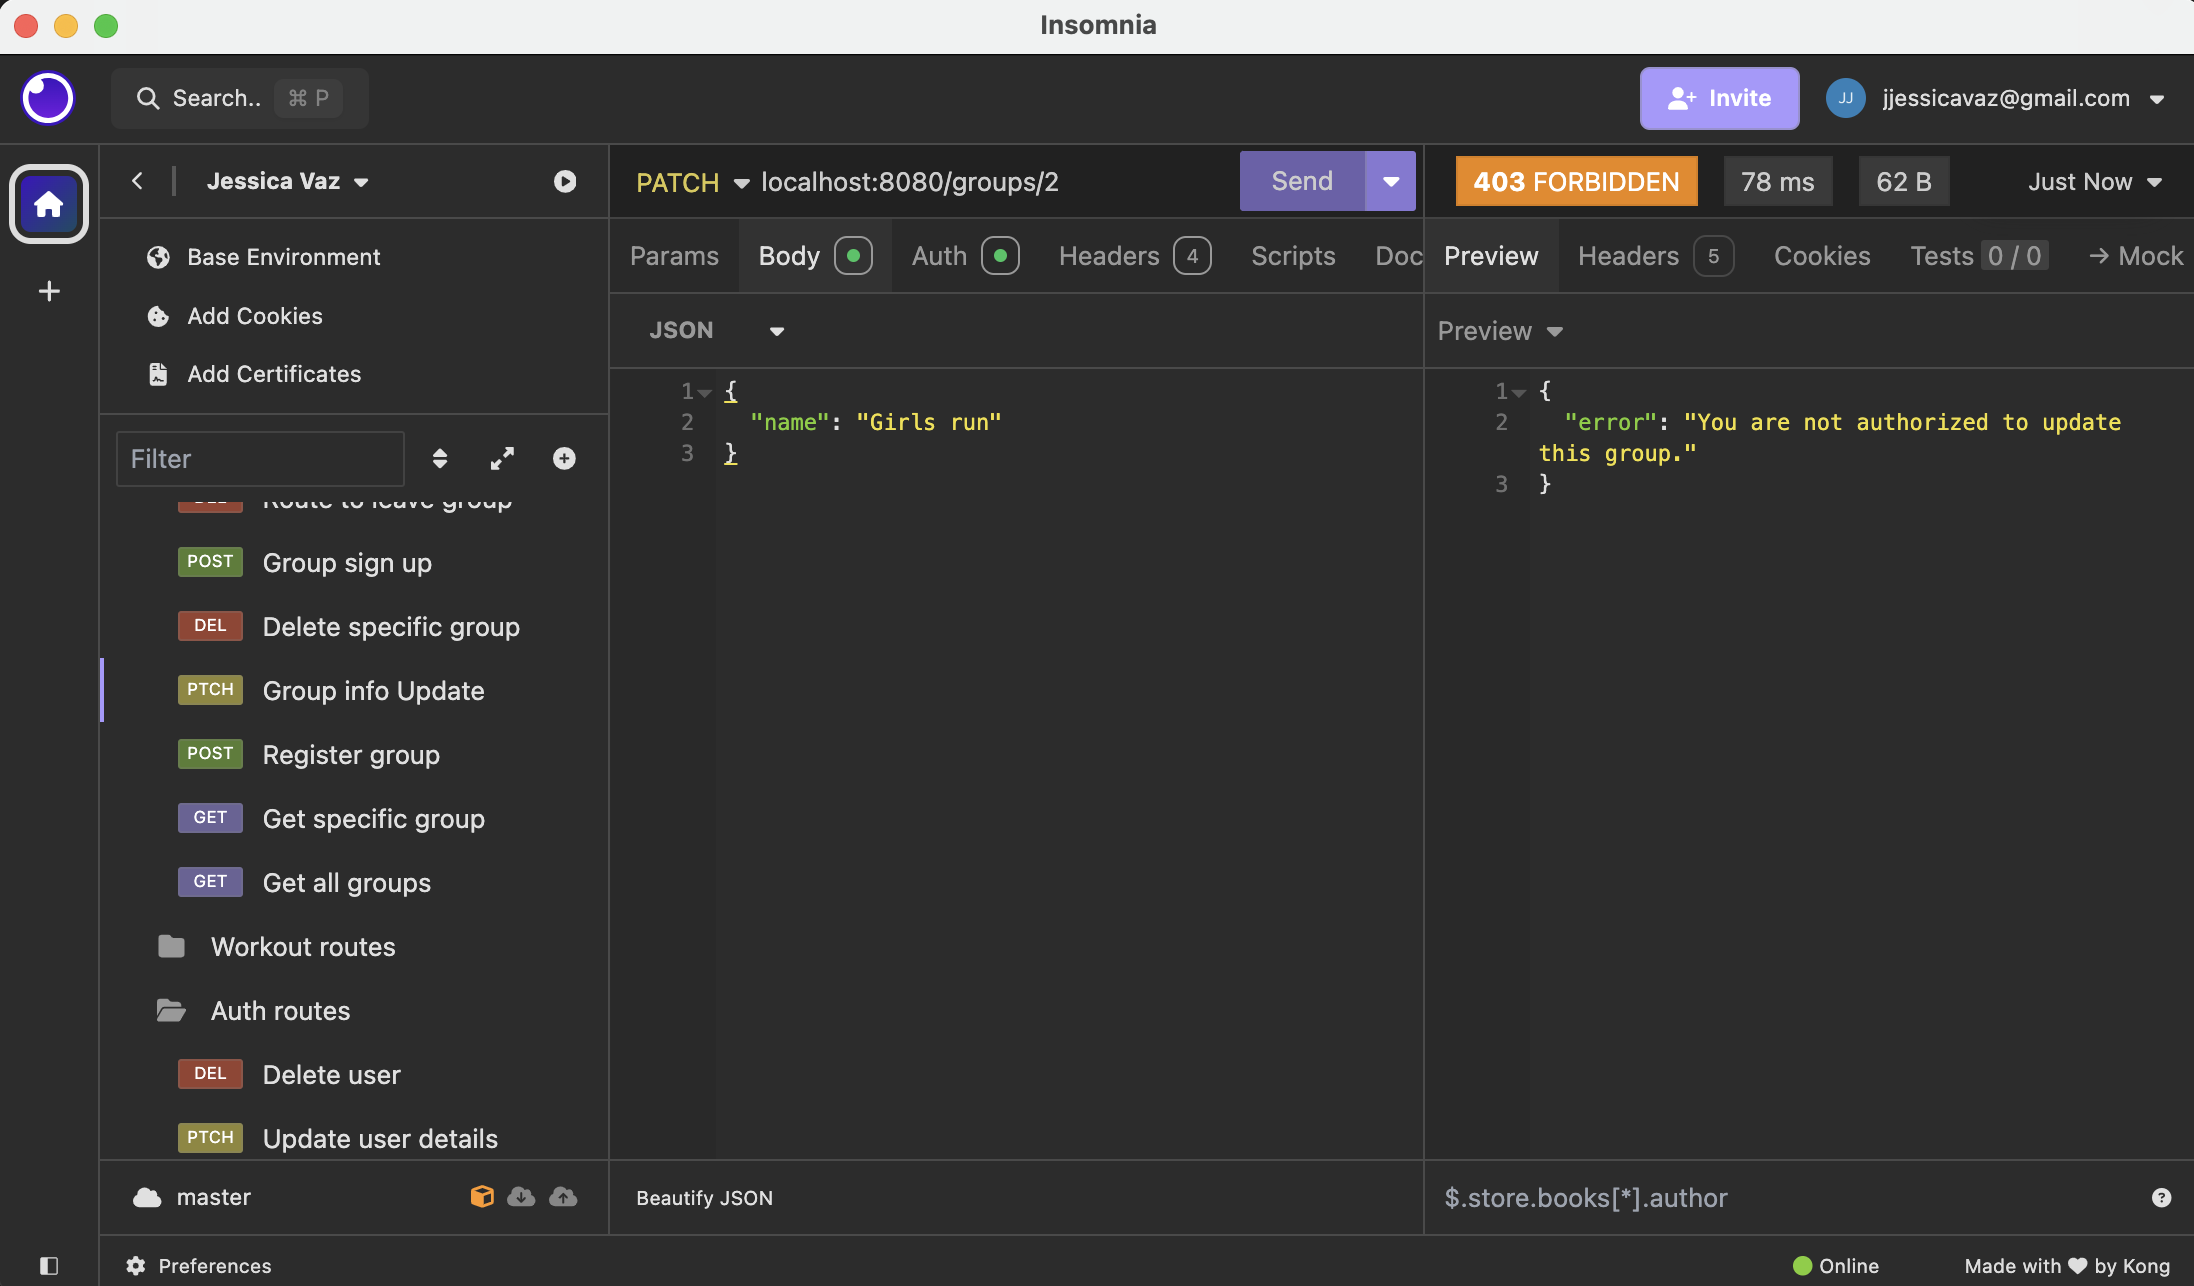 Insomnia
Search.. ⌘ P
Invite
JJ jjessicavaz@gmail.com
Jessica Vaz
Base Environment
Add Cookies
Add Certificates
Filter
DEL Route to leave group
POST Group sign up
DEL Delete specific group
PTCH Group info Update
POST Register group
GET Get specific group
GET Get all groups
Workout routes
Auth routes
DEL Delete user
PTCH Update user details
master
Preferences
PATCH localhost:8080/groups/2 Send
Params Body Auth Headers 4 Scripts Doc
JSON
1 {
2 "name": "Girls run"
3 }
Beautify JSON
403 FORBIDDEN 78 ms 62 B Just Now
Preview Headers 5 Cookies Tests 0 / 0 → Mock
Preview
1 {
2 "error": "You are not authorized to update
this group."
3 }
$.store.books[*].author ?
Online Made with ♥ by Kong